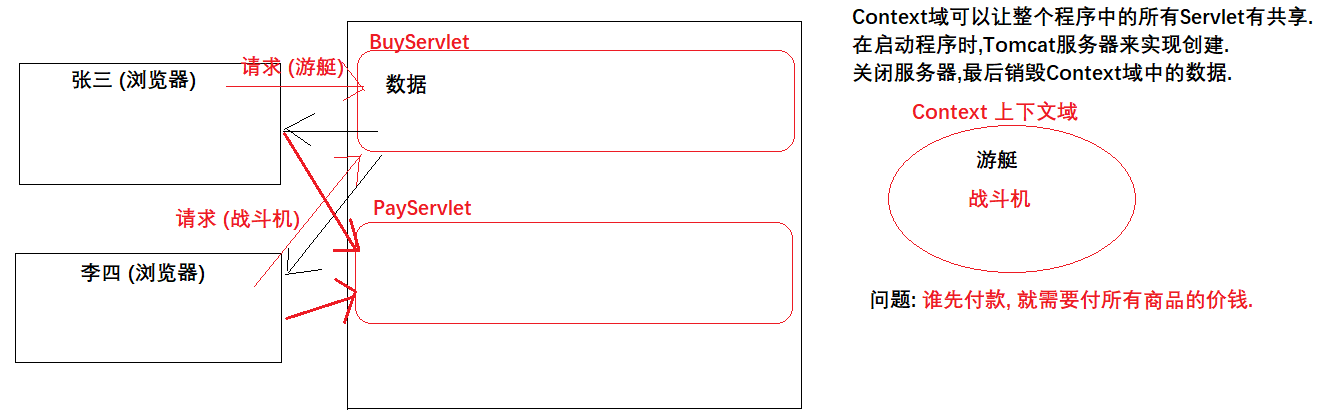 张三 (浏览器)
请求 (游艇)
BuyServlet
数据
请求 (战斗机)
李四 (浏览器)
PayServlet
Context域可以让整个程序中的所有Servlet有共享.
在启动程序时,Tomcat服务器来实现创建.
关闭服务器,最后销毁Context域中的数据.
Context 上下文域
游艇
战斗机
问题: 谁先付款, 就需要付所有商品的价钱.